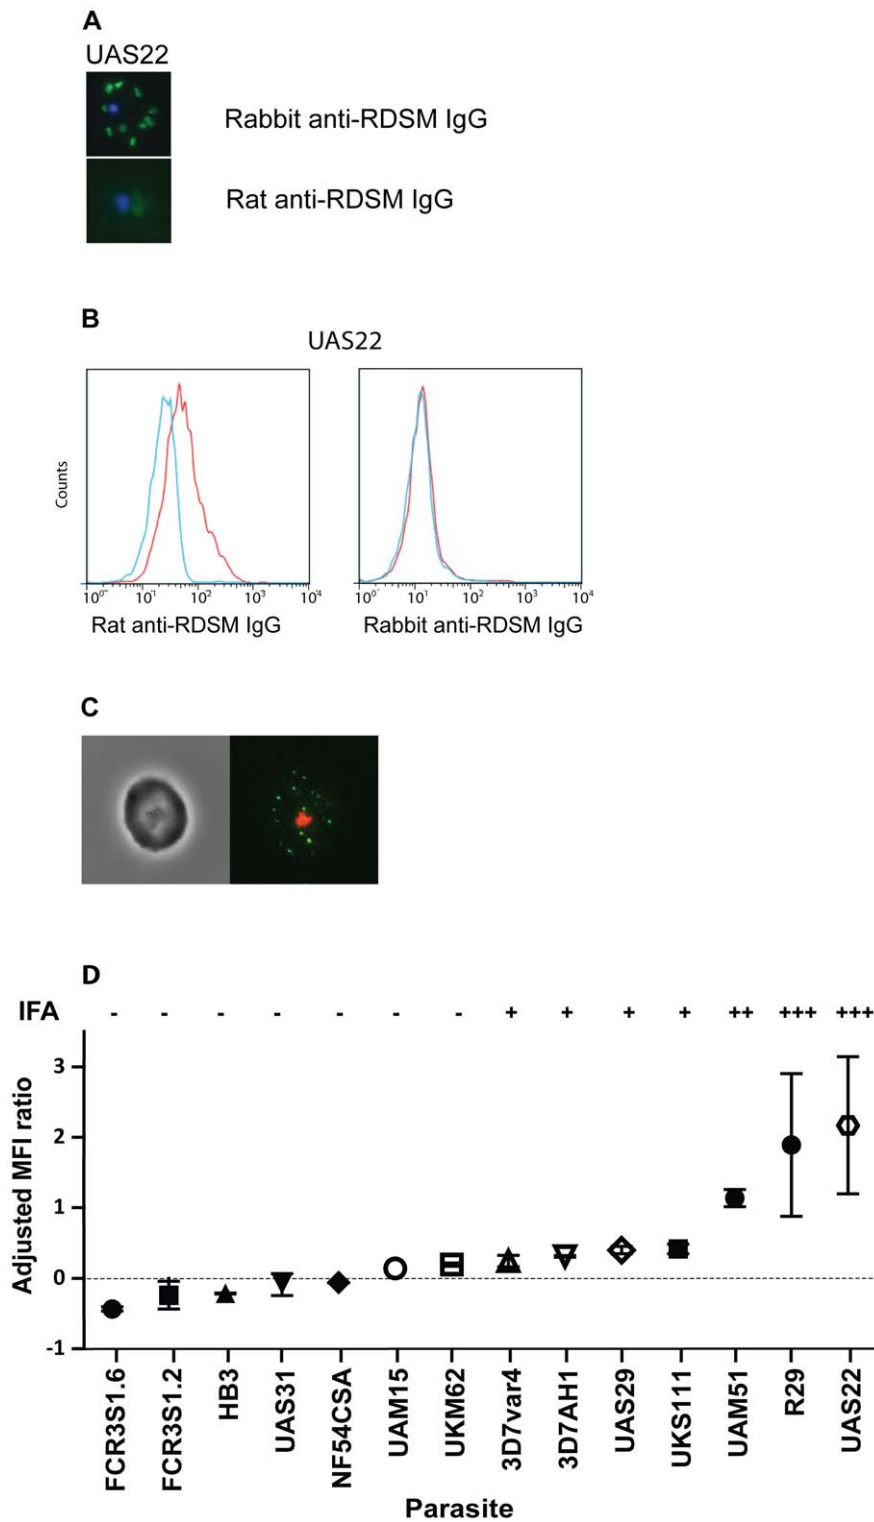 A
UAS22
Rabbit anti-RDSM IgG
Rat anti-RDSM IgG
B
UAS22
Counts
10⁰ 10¹ 10² 10³ 10⁴
Rat anti-RDSM IgG
10⁰ 10¹ 10² 10³ 10⁴
Rabbit anti-RDSM IgG
C
D
IFA - - - - - - - + + + + ++ +++ +++
Adjusted MFI ratio
3
2
1
0
-1
FCR3S1.6
FCR3S1.2
HB3
UAS31
NF54CSA
UAM15
UKM62
3D7var4
3D7AH1
UAS29
UKS111
UAM51
R29
UAS22
Parasite